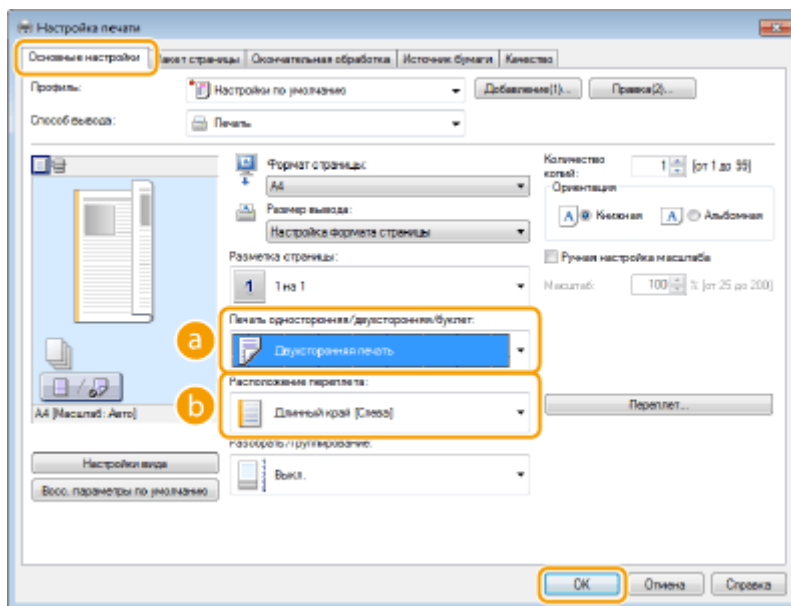 Настройка печати
Основные настройки Макет страницы Окончательная обработка Источник бумаги Качество
Профиль: Настройки по умолчанию Добавление(1)... Правка(2)...
Способ вывода: Печать
Формат страницы:
A4
Размер вывода:
Настройка формата страницы
Разметка страницы:
1 1 на 1
Печать односторонняя/двухсторонняя/буклет:
a Двухсторонняя печать
Расположение переплета:
b Длинный край [Слева]
Разобрать/Группирование:
Выкл.
Количество копий: 1 [от 1 до 99]
Ориентация
A Книжная A Альбомная
Ручная настройка масштаба
Масштаб: 100 % [от 25 до 200]
Переплет...
A4 [Масштаб: Авто]
Настройки вида
Восс. параметры по умолчанию
OK Отмена Справка